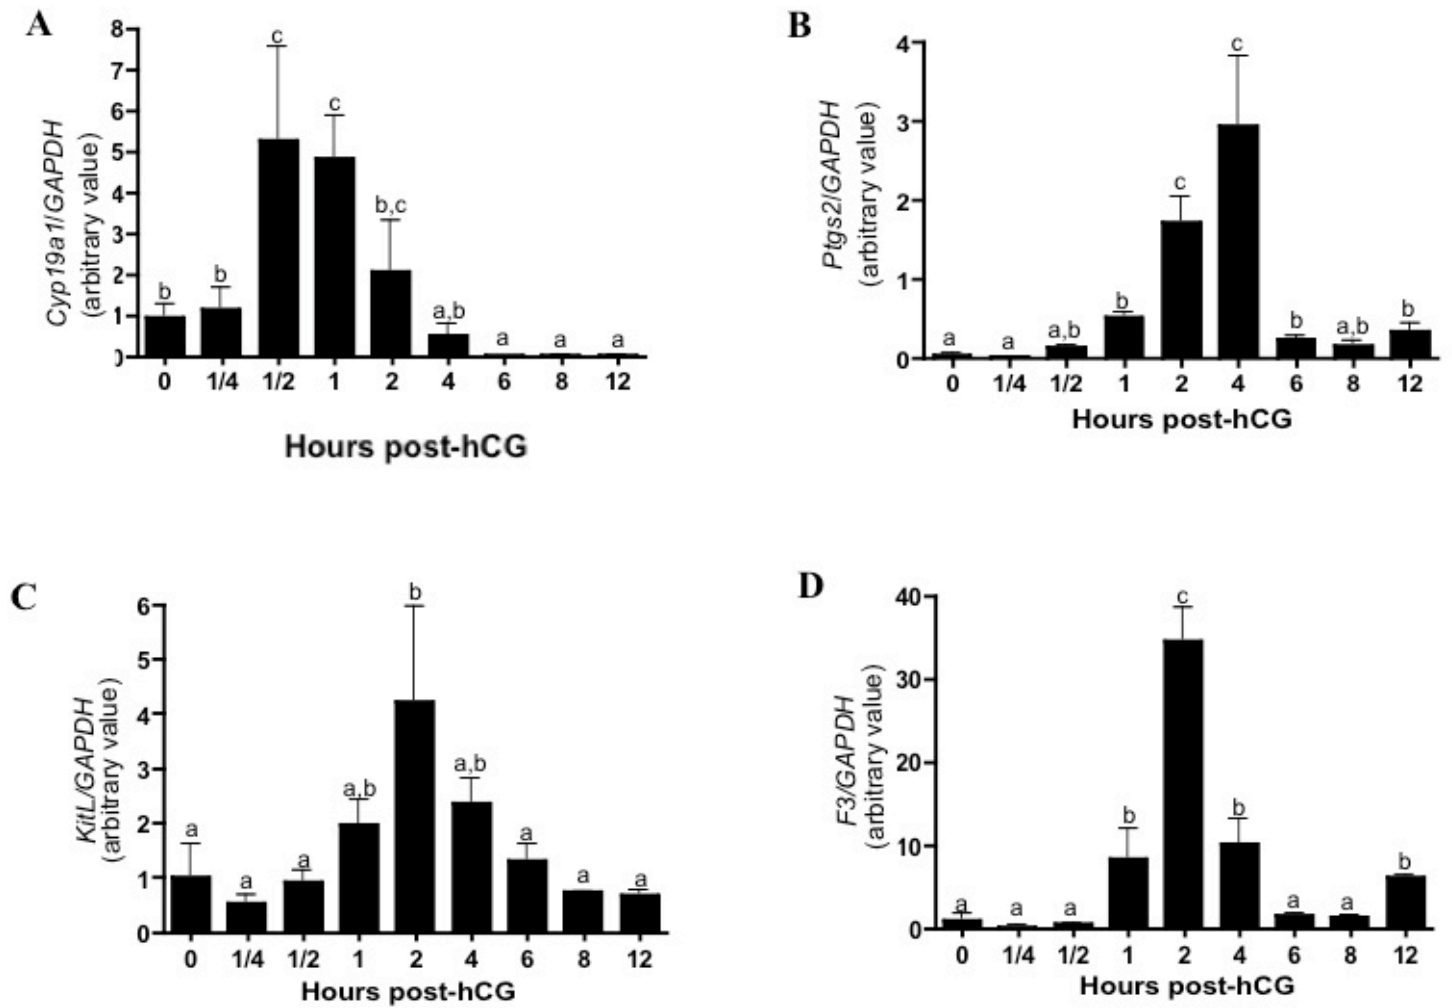 A
Cyp19a1/GAPDH
(arbitrary value)
8
7
6
5
4
3
2
1
0
b
b
c
c
b,c
a,b
a
a
a
0 1/4 1/2 1 2 4 6 8 12
Hours post-hCG
B
Ptgs2/GAPDH
(arbitrary value)
4
3
2
1
0
a
a
a,b
b
c
c
b
a,b
b
0 1/4 1/2 1 2 4 6 8 12
Hours post-hCG
C
KitL/GAPDH
(arbitrary value)
6
5
4
3
2
1
0
a
a
a
a,b
b
a,b
a
a
a
0 1/4 1/2 1 2 4 6 8 12
Hours post-hCG
D
F3/GAPDH
(arbitrary value)
40
30
20
10
0
a
a
a
b
c
b
a
a
b
0 1/4 1/2 1 2 4 6 8 12
Hours post-hCG